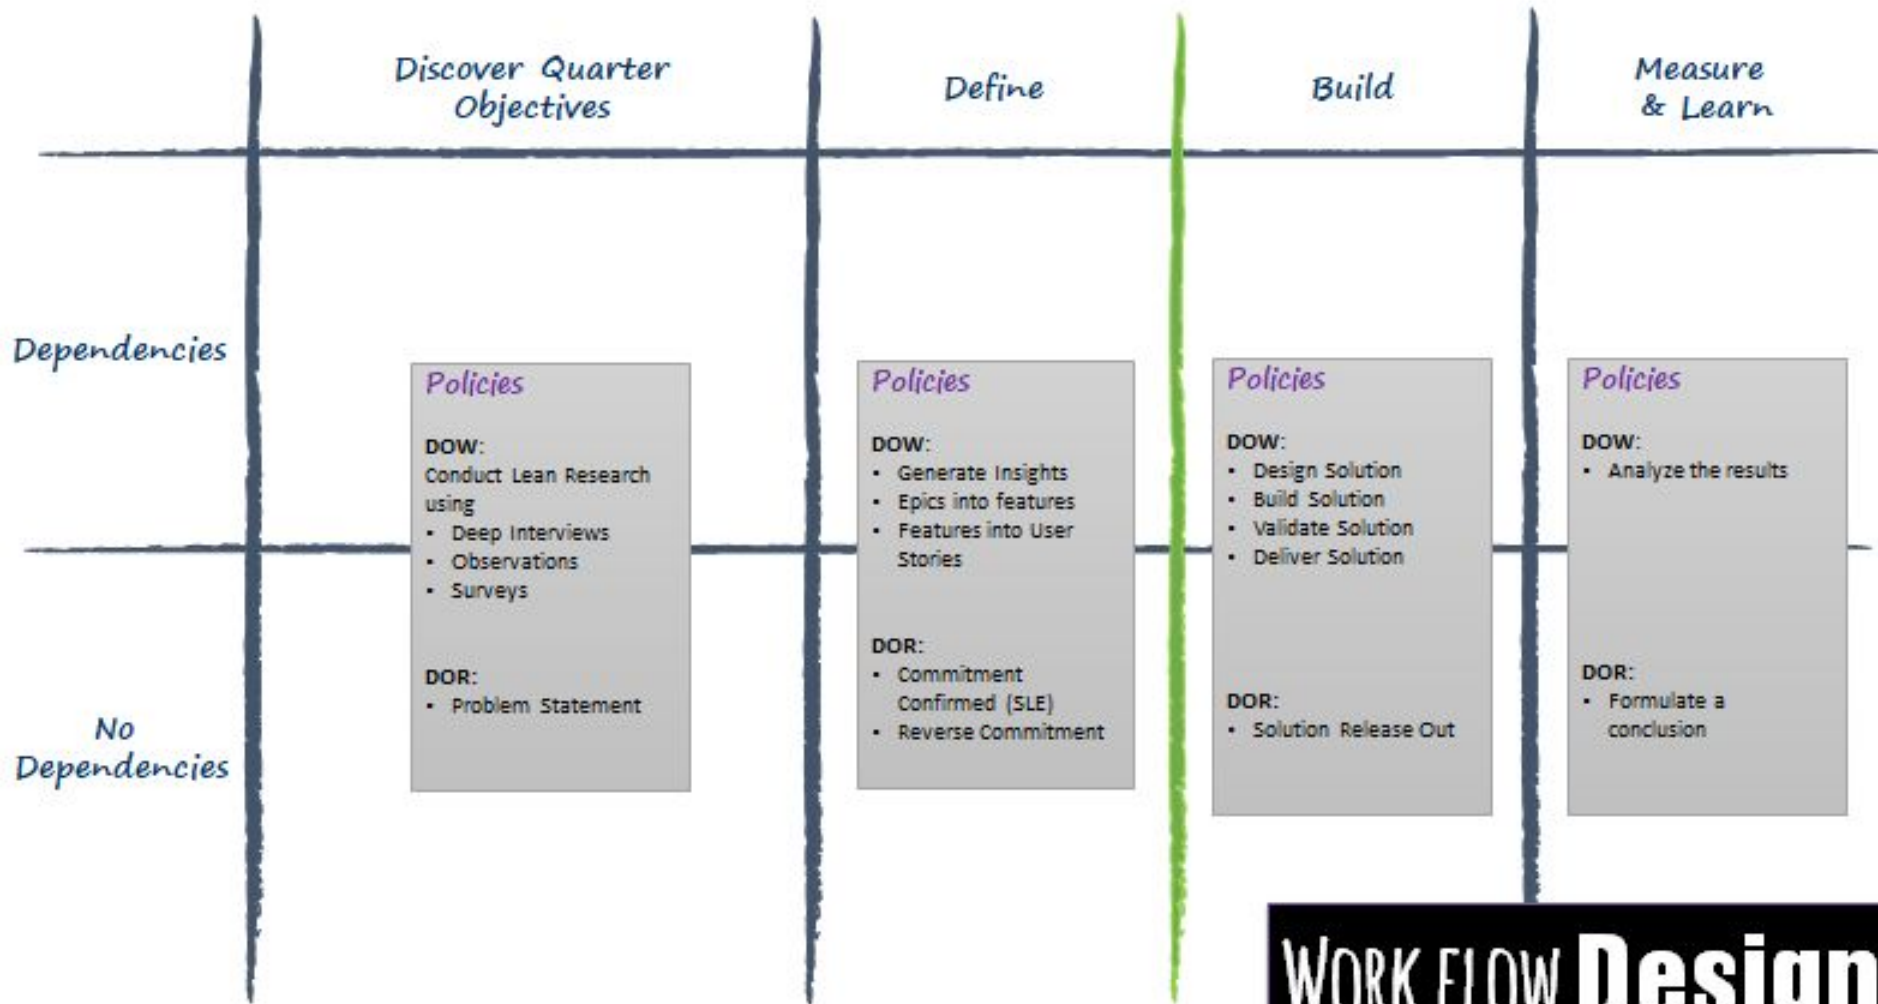 Discover Quarter
Objectives
Define
Build
Measure
& Learn
Dependencies
No
Dependencies
Policies
DOW:
Conduct Lean Research
using
• Deep Interviews
• Observations
• Surveys
DOR:
• Problem Statement
Policies
DOW:
• Generate Insights
• Epics into features
• Features into User
Stories
DOR:
• Commitment
Confirmed (SLE)
• Reverse Commitment
Policies
DOW:
• Design Solution
• Build Solution
• Validate Solution
• Deliver Solution
DOR:
• Solution Release Out
Policies
DOW:
• Analyze the results
DOR:
• Formulate a
conclusion
WORK FLOW Design